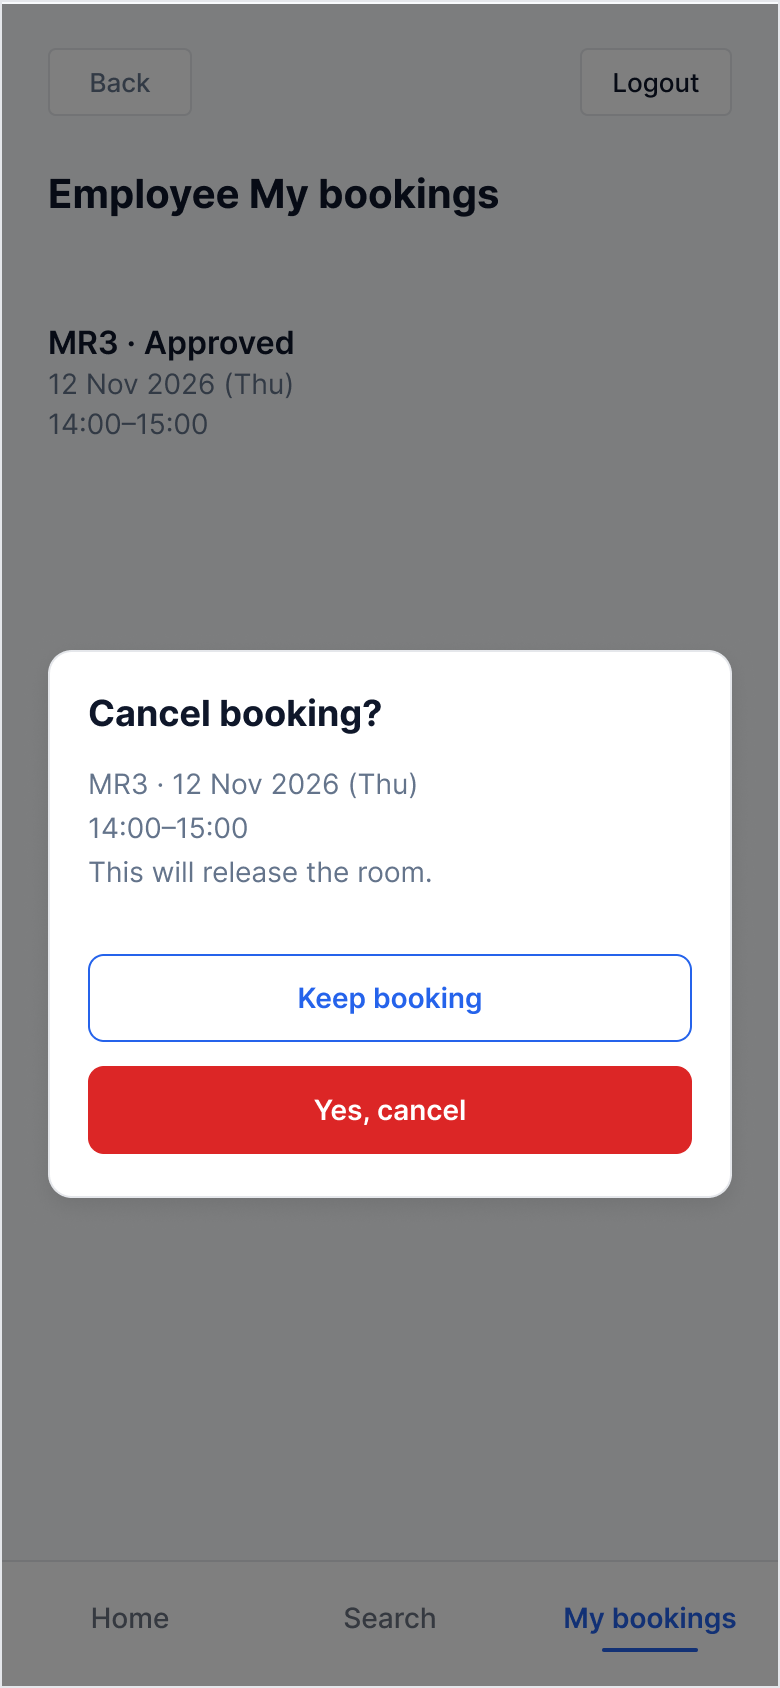 Back
Logout
Employee My bookings
MR3 · Approved
12 Nov 2026 (Thu)
14:00–15:00
Cancel booking?
MR3 · 12 Nov 2026 (Thu)
14:00–15:00
This will release the room.
Keep booking
Yes, cancel
Home
Search
My bookings